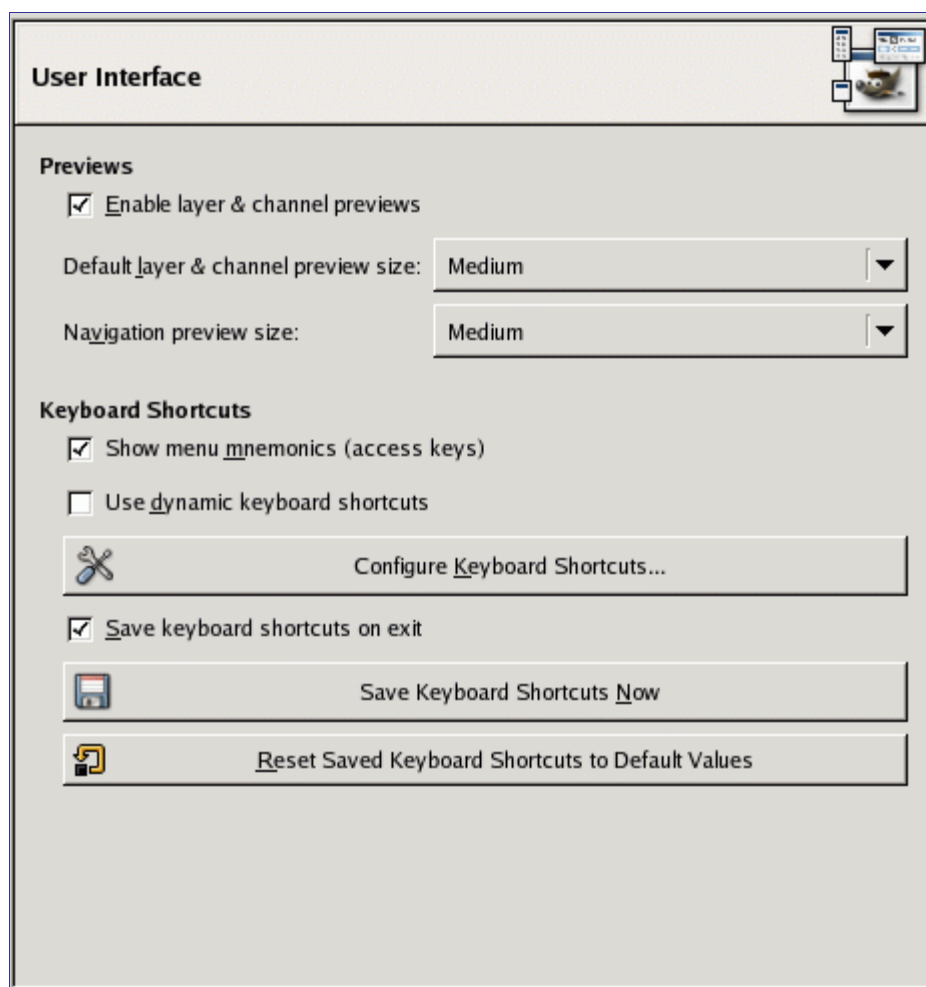 User Interface
Previews
Enable layer & channel previews
Default layer & channel preview size: Medium
Navigation preview size: Medium
Keyboard Shortcuts
Show menu mnemonics (access keys)
Use dynamic keyboard shortcuts
Configure Keyboard Shortcuts...
Save keyboard shortcuts on exit
Save Keyboard Shortcuts Now
Reset Saved Keyboard Shortcuts to Default Values